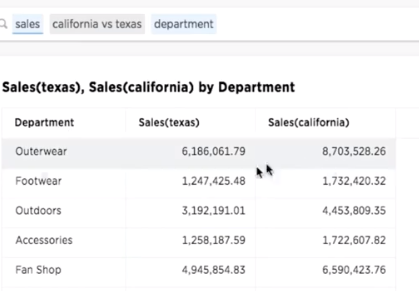 sales california vs texas department
Sales(texas), Sales(california) by Department
Department Sales(texas) Sales(california)
Outerwear 6,186,061.79 8,703,528.26
Footwear 1,247,425.48 1,732,420.32
Outdoors 3,192,191.01 4,453,809.35
Accessories 1,258,187.59 1,722,607.82
Fan Shop 4,945,854.83 6,590,423.76